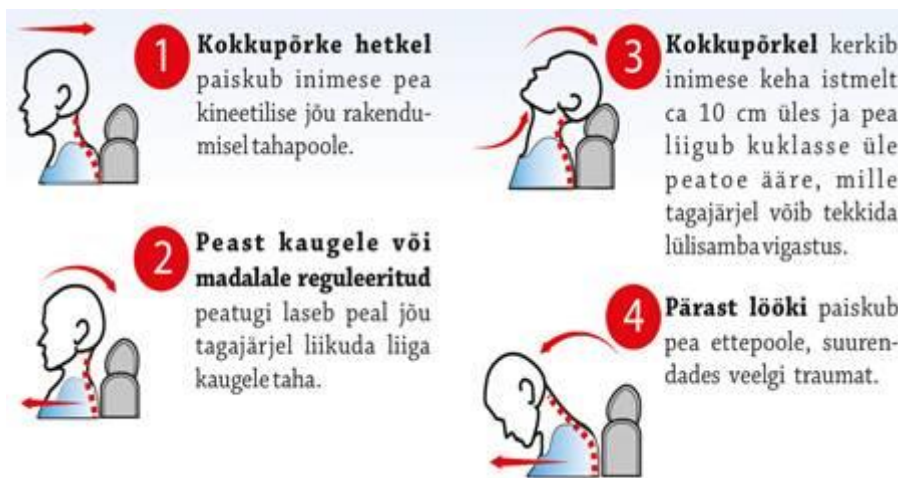 1
Kokkupõrke hetkel
paiskub inimese pea
kineetilise jõu rakendu-
misel tahapoole.
2
Peast kaugele või
madalale reguleeritud
peatugi laseb peal jõu
tagajärjel liikuda liiga
kaugele taha.
3
Kokkupõrkel kerkib
inimese keha istmelt
ca 10 cm üles ja pea
liigub kuklasse üle
peatoe ääre, mille
tagajärjel võib tekkida
lülisamba vigastus.
4
Pärast lööki paiskub
pea ettepoole, suuren-
dades veelgi traumat.